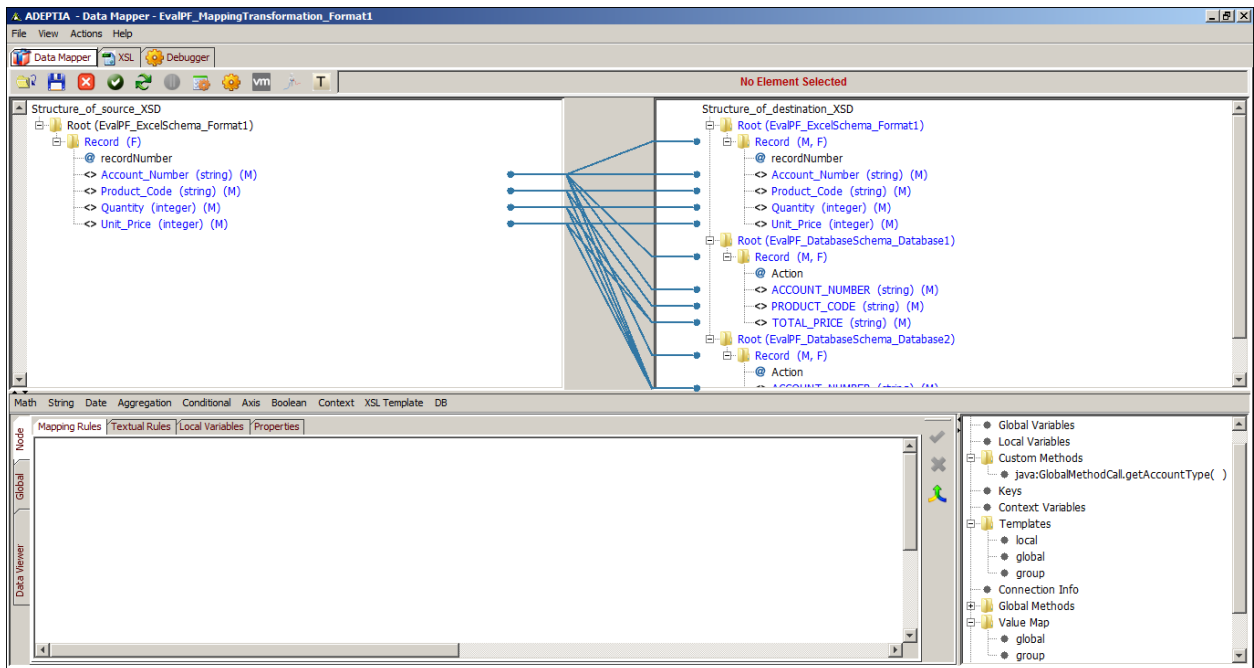 ADEPTIA - Data Mapper - EvalPF_MappingTransformation_Format1
File View Actions Help
Data Mapper XSL Debugger
vm T No Element Selected
Structure_of_source_XSD
Root (EvalPF_ExcelSchema_Format1)
Record (F)
@ recordNumber
<> Account_Number (string) (M)
<> Product_Code (string) (M)
<> Quantity (integer) (M)
<> Unit_Price (integer) (M)
Structure_of_destination_XSD
Root (EvalPF_ExcelSchema_Format1)
Record (M, F)
@ recordNumber
<> Account_Number (string) (M)
<> Product_Code (string) (M)
<> Quantity (integer) (M)
<> Unit_Price (integer) (M)
Root (EvalPF_DatabaseSchema_Database1)
Record (M, F)
@ Action
<> ACCOUNT_NUMBER (string) (M)
<> PRODUCT_CODE (string) (M)
<> TOTAL_PRICE (string) (M)
Root (EvalPF_DatabaseSchema_Database2)
Record (M, F)
@ Action
<> ACCOUNT_NUMBER (string) (M)
Math String Date Aggregation Conditional Axis Boolean Context XSL Template DB
Node
Global
Data Viewer
Mapping Rules Textual Rules Local Variables Properties
Global Variables
Local Variables
Custom Methods
java:GlobalMethodCall.getAccountType( )
Keys
Context Variables
Templates
local
global
group
Connection Info
Global Methods
Value Map
global
group